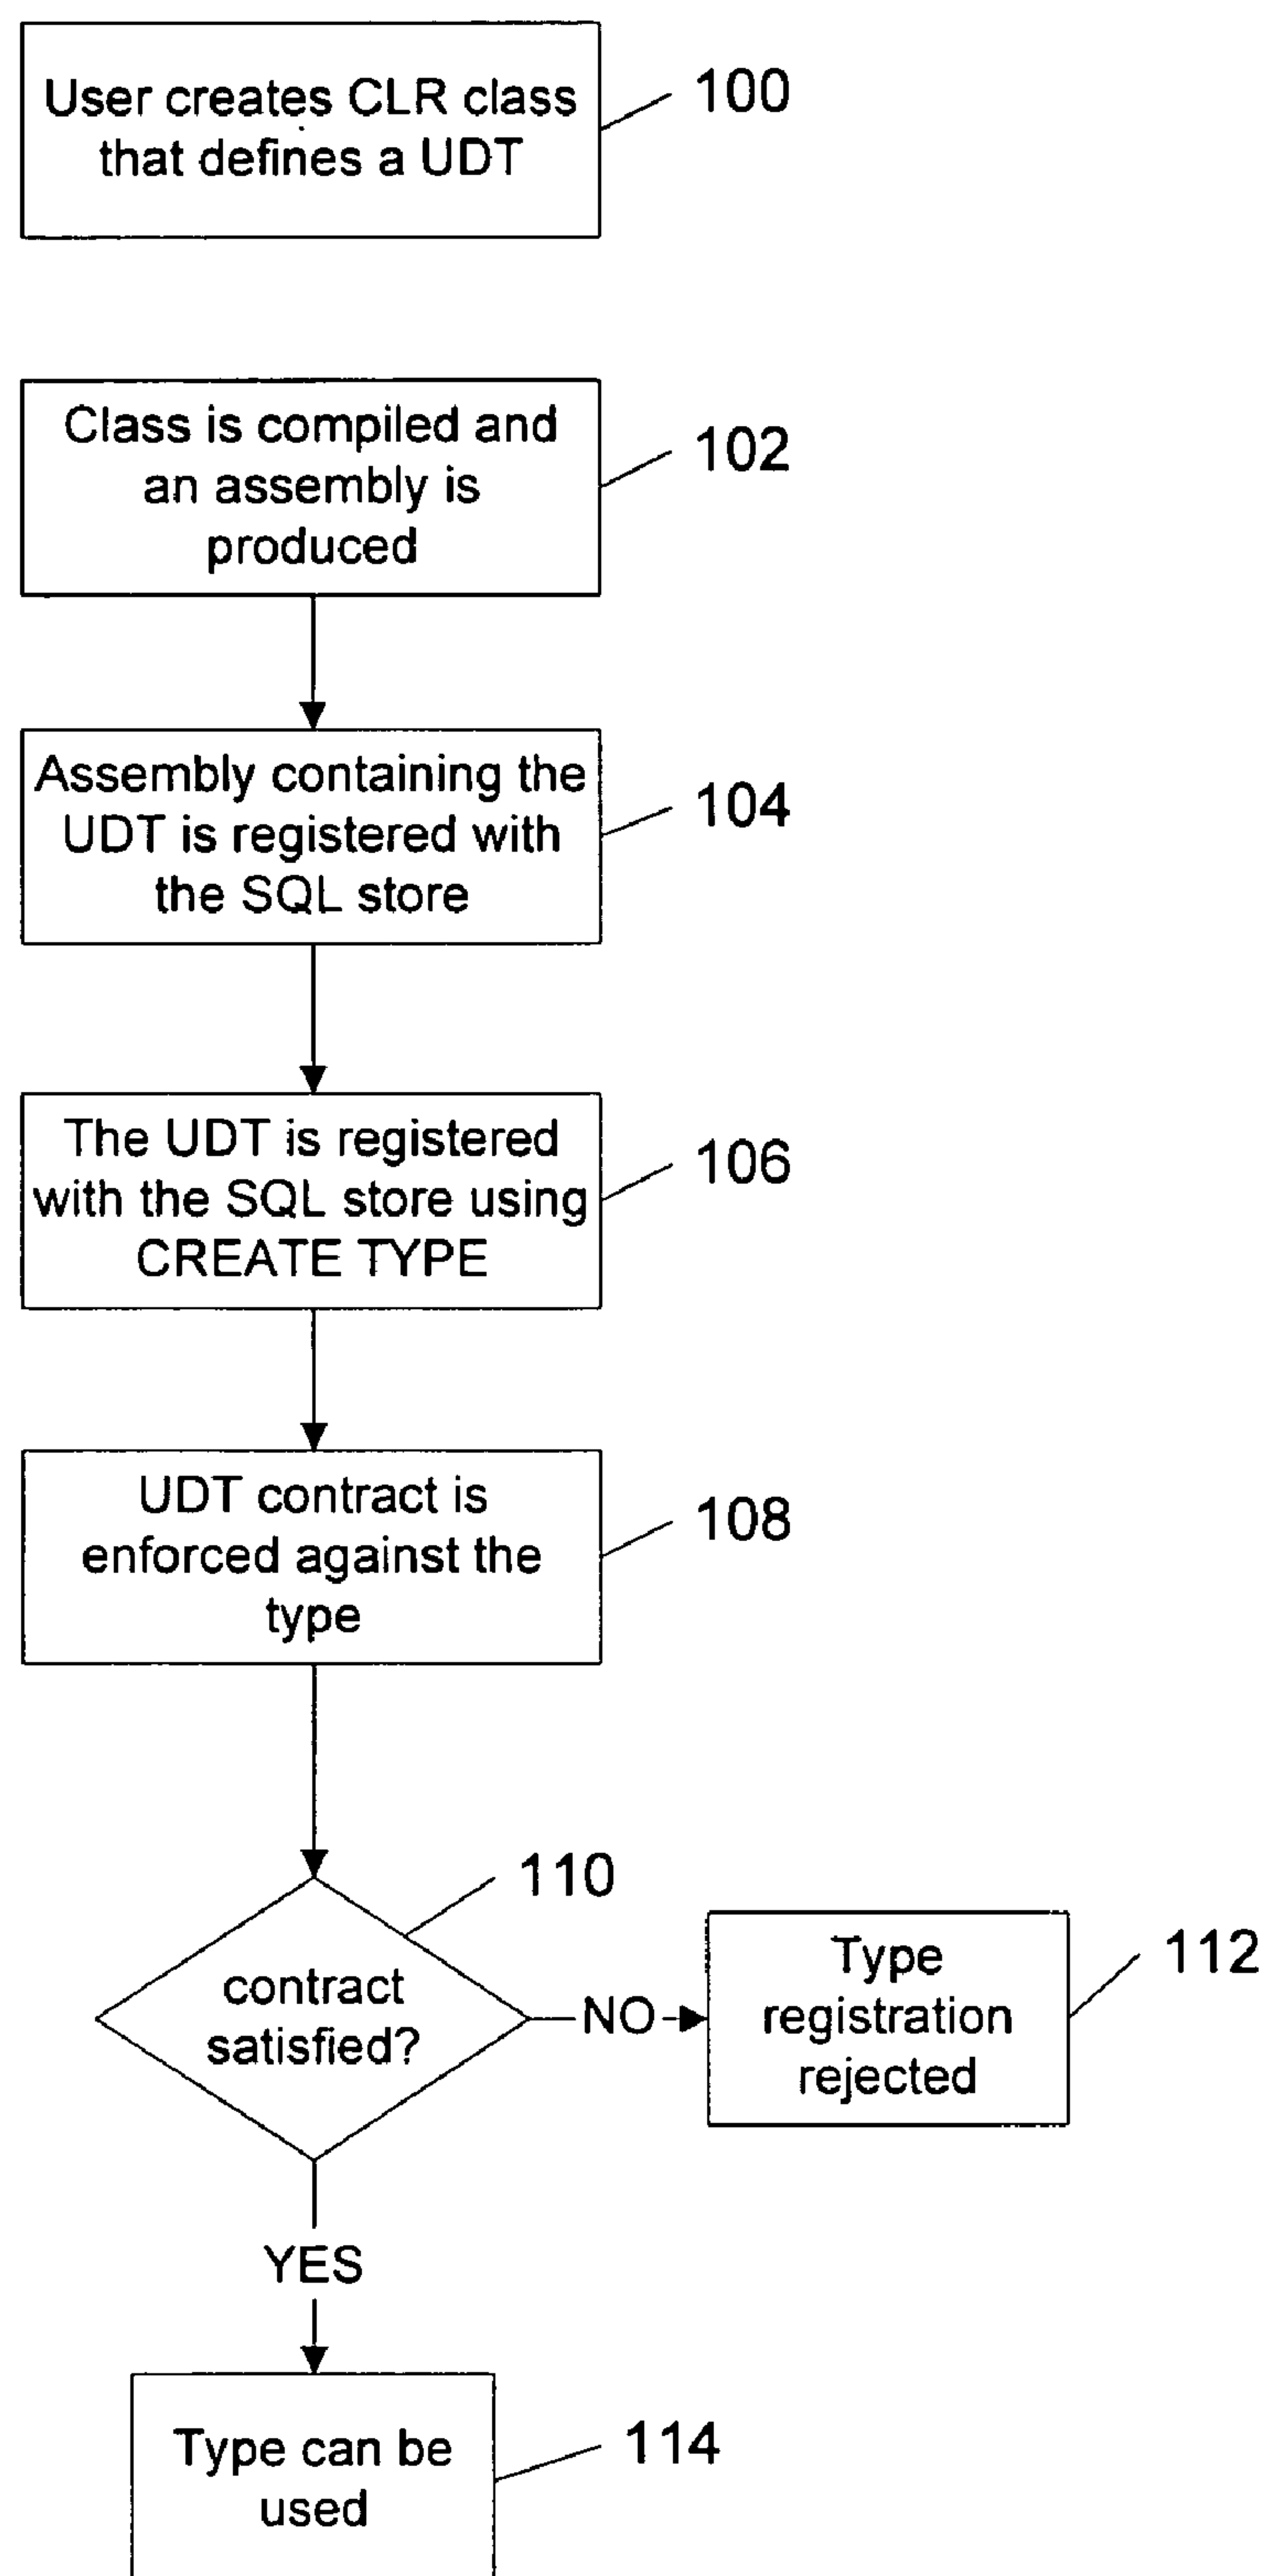 User creates CLR class
that defines a UDT
100
Class is compiled and
an assembly is
produced
102
Assembly containing the
UDT is registered with
the SQL store
104
The UDT is registered
with the SQL store using
CREATE TYPE
106
UDT contract is
enforced against the
type
108
110
contract
satisfied?
NO
Type
registration
rejected
112
YES
Type can be
used
114